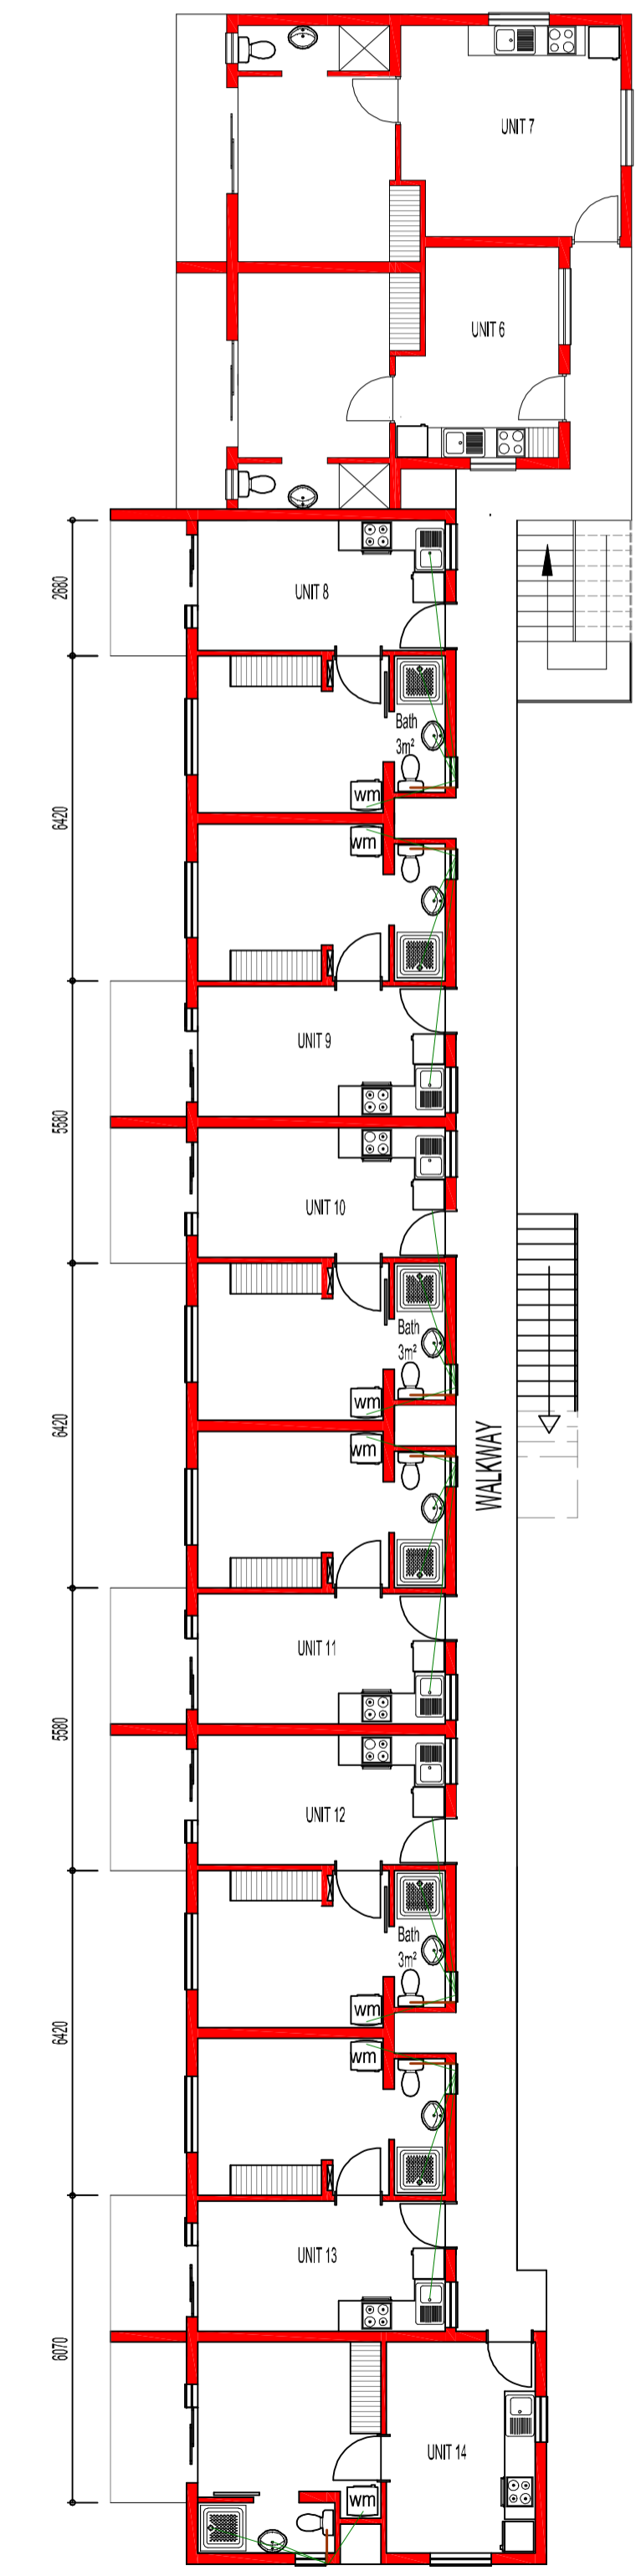 UNIT 7
UNIT 6
2680
UNIT 8
Bath
3m²
wm
6420
wm
UNIT 9
5580
UNIT 10
Bath
3m²
wm
6420
WALKWAY
wm
UNIT 11
5580
UNIT 12
Bath
3m²
wm
6420
wm
UNIT 13
6070
UNIT 14
wm